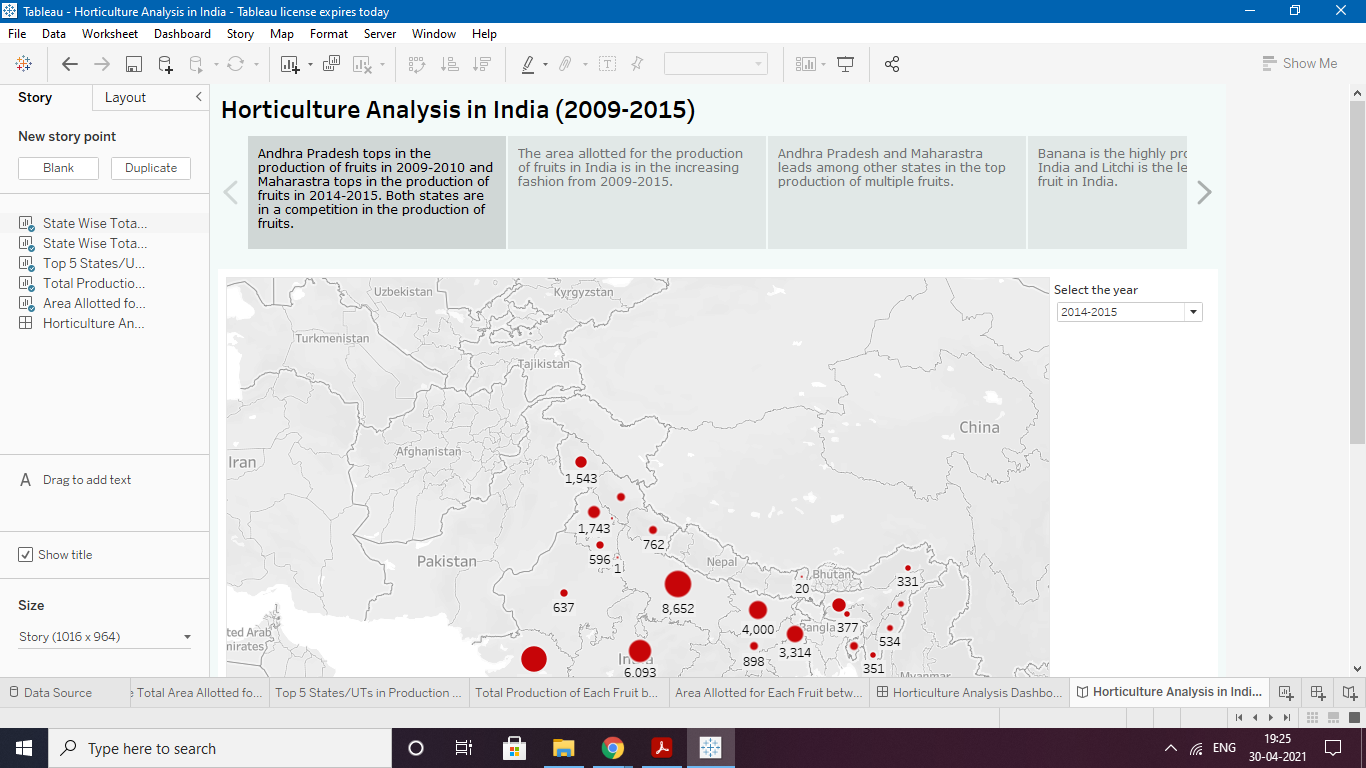 Tableau - Horticulture Analysis in India - Tableau license expires today
File Data Worksheet Dashboard Story Map Format Server Window Help
Show Me
Story Layout
New story point
Blank Duplicate
State Wise Tota...
State Wise Tota...
Top 5 States/U...
Total Productio...
Area Allotted fo...
Horticulture An...
A Drag to add text
Show title
Size
Story (1016 x 964)
Horticulture Analysis in India (2009-2015)
Andhra Pradesh tops in the
production of fruits in 2009-2010 and
Maharastra tops in the production of
fruits in 2014-2015. Both states are
in a competition in the production of
fruits.
The area allotted for the production
of fruits in India is in the increasing
fashion from 2009-2015.
Andhra Pradesh and Maharastra
leads among other states in the top
production of multiple fruits.
Banana is the highly pro
India and Litchi is the le
fruit in India.
Select the year
2014-2015
Uzbekistan
Kyrgyzstan
Turkmenistan
Tajikistan
China
Afghanistan
Iran
1,543
1,743
762
596
1
Pakistan
Nepal
Bhutan
20
331
637
8,652
4,000
377
Bangla
534
3,314
ted Arab
mirates
India
898
351
6,093
Myanmar
Data Source
e Total Area Allotted fo...
Top 5 States/UTs in Production ...
Total Production of Each Fruit b...
Area Allotted for Each Fruit betw...
Horticulture Analysis Dashbo...
Horticulture Analysis in Indi...
Type here to search
ENG
19:25
30-04-2021